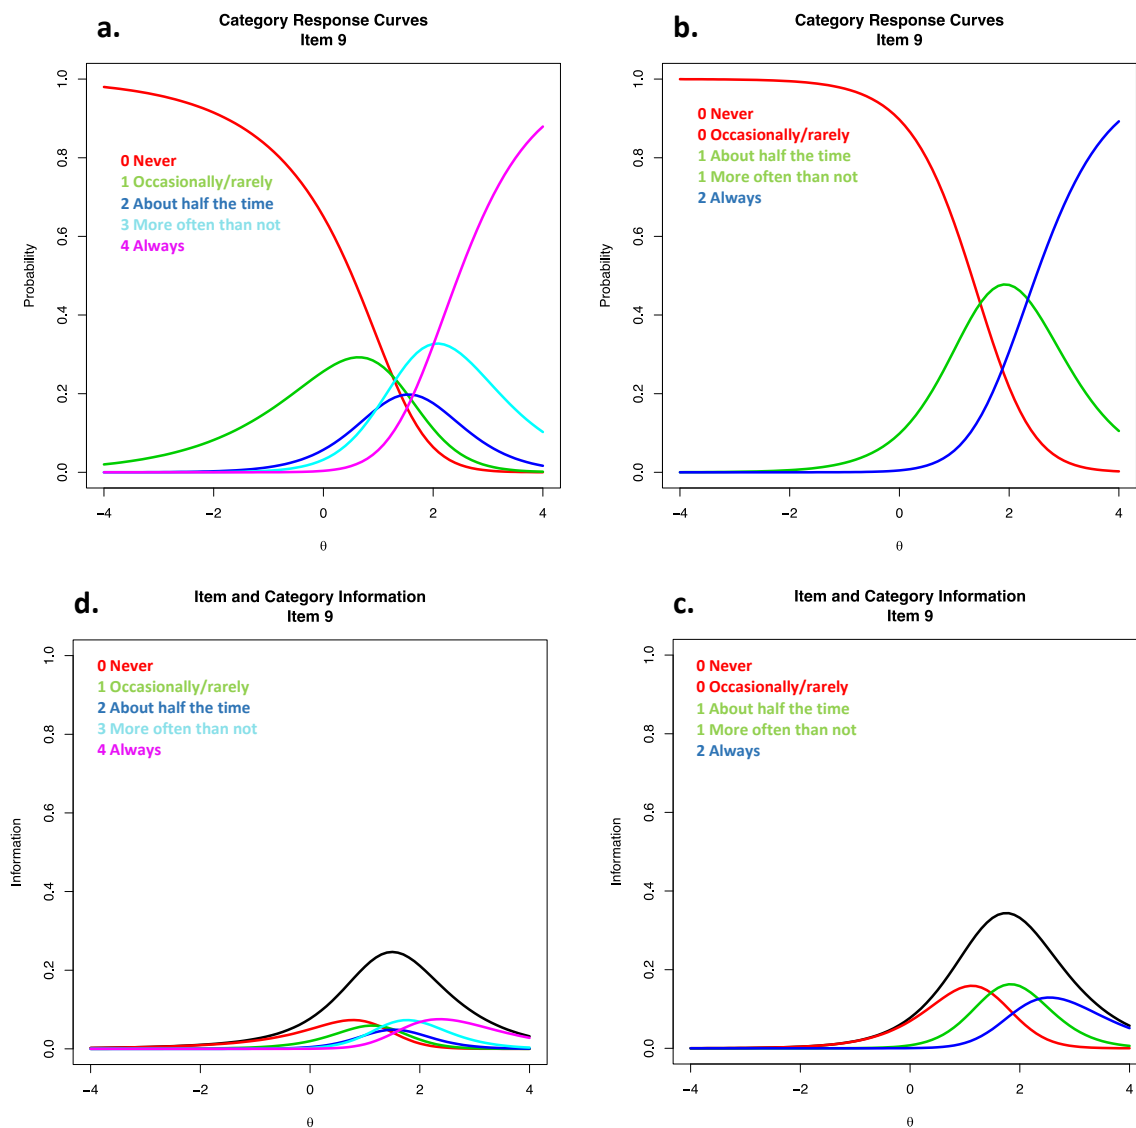 a.
Category Response Curves
Item 9
0 Never
1 Occasionally/rarely
2 About half the time
3 More often than not
4 Always
Probability
0.0
0.2
0.4
0.6
0.8
1.0
−4
−2
0
2
4
θ
b.
Category Response Curves
Item 9
0 Never
0 Occasionally/rarely
1 About half the time
1 More often than not
2 Always
Probability
0.0
0.2
0.4
0.6
0.8
1.0
−4
−2
0
2
4
θ
d.
Item and Category Information
Item 9
0 Never
1 Occasionally/rarely
2 About half the time
3 More often than not
4 Always
Information
0.0
0.2
0.4
0.6
0.8
1.0
−4
−2
0
2
4
θ
c.
Item and Category Information
Item 9
0 Never
0 Occasionally/rarely
1 About half the time
1 More often than not
2 Always
Information
0.0
0.2
0.4
0.6
0.8
1.0
−4
−2
0
2
4
θ